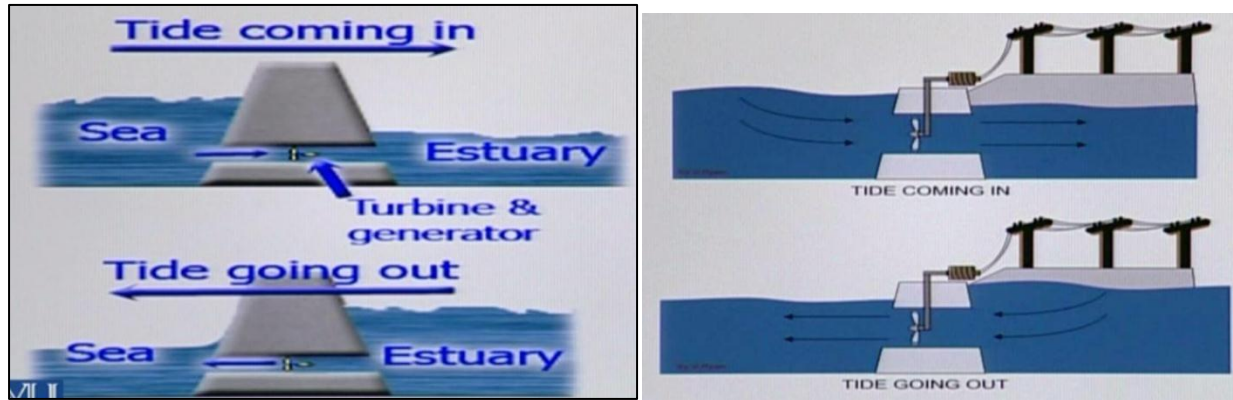 Tide coming in
Sea
Estuary
Turbine &
generator
Tide going out
Sea
Estuary
TIDE COMING IN
TIDE GOING OUT